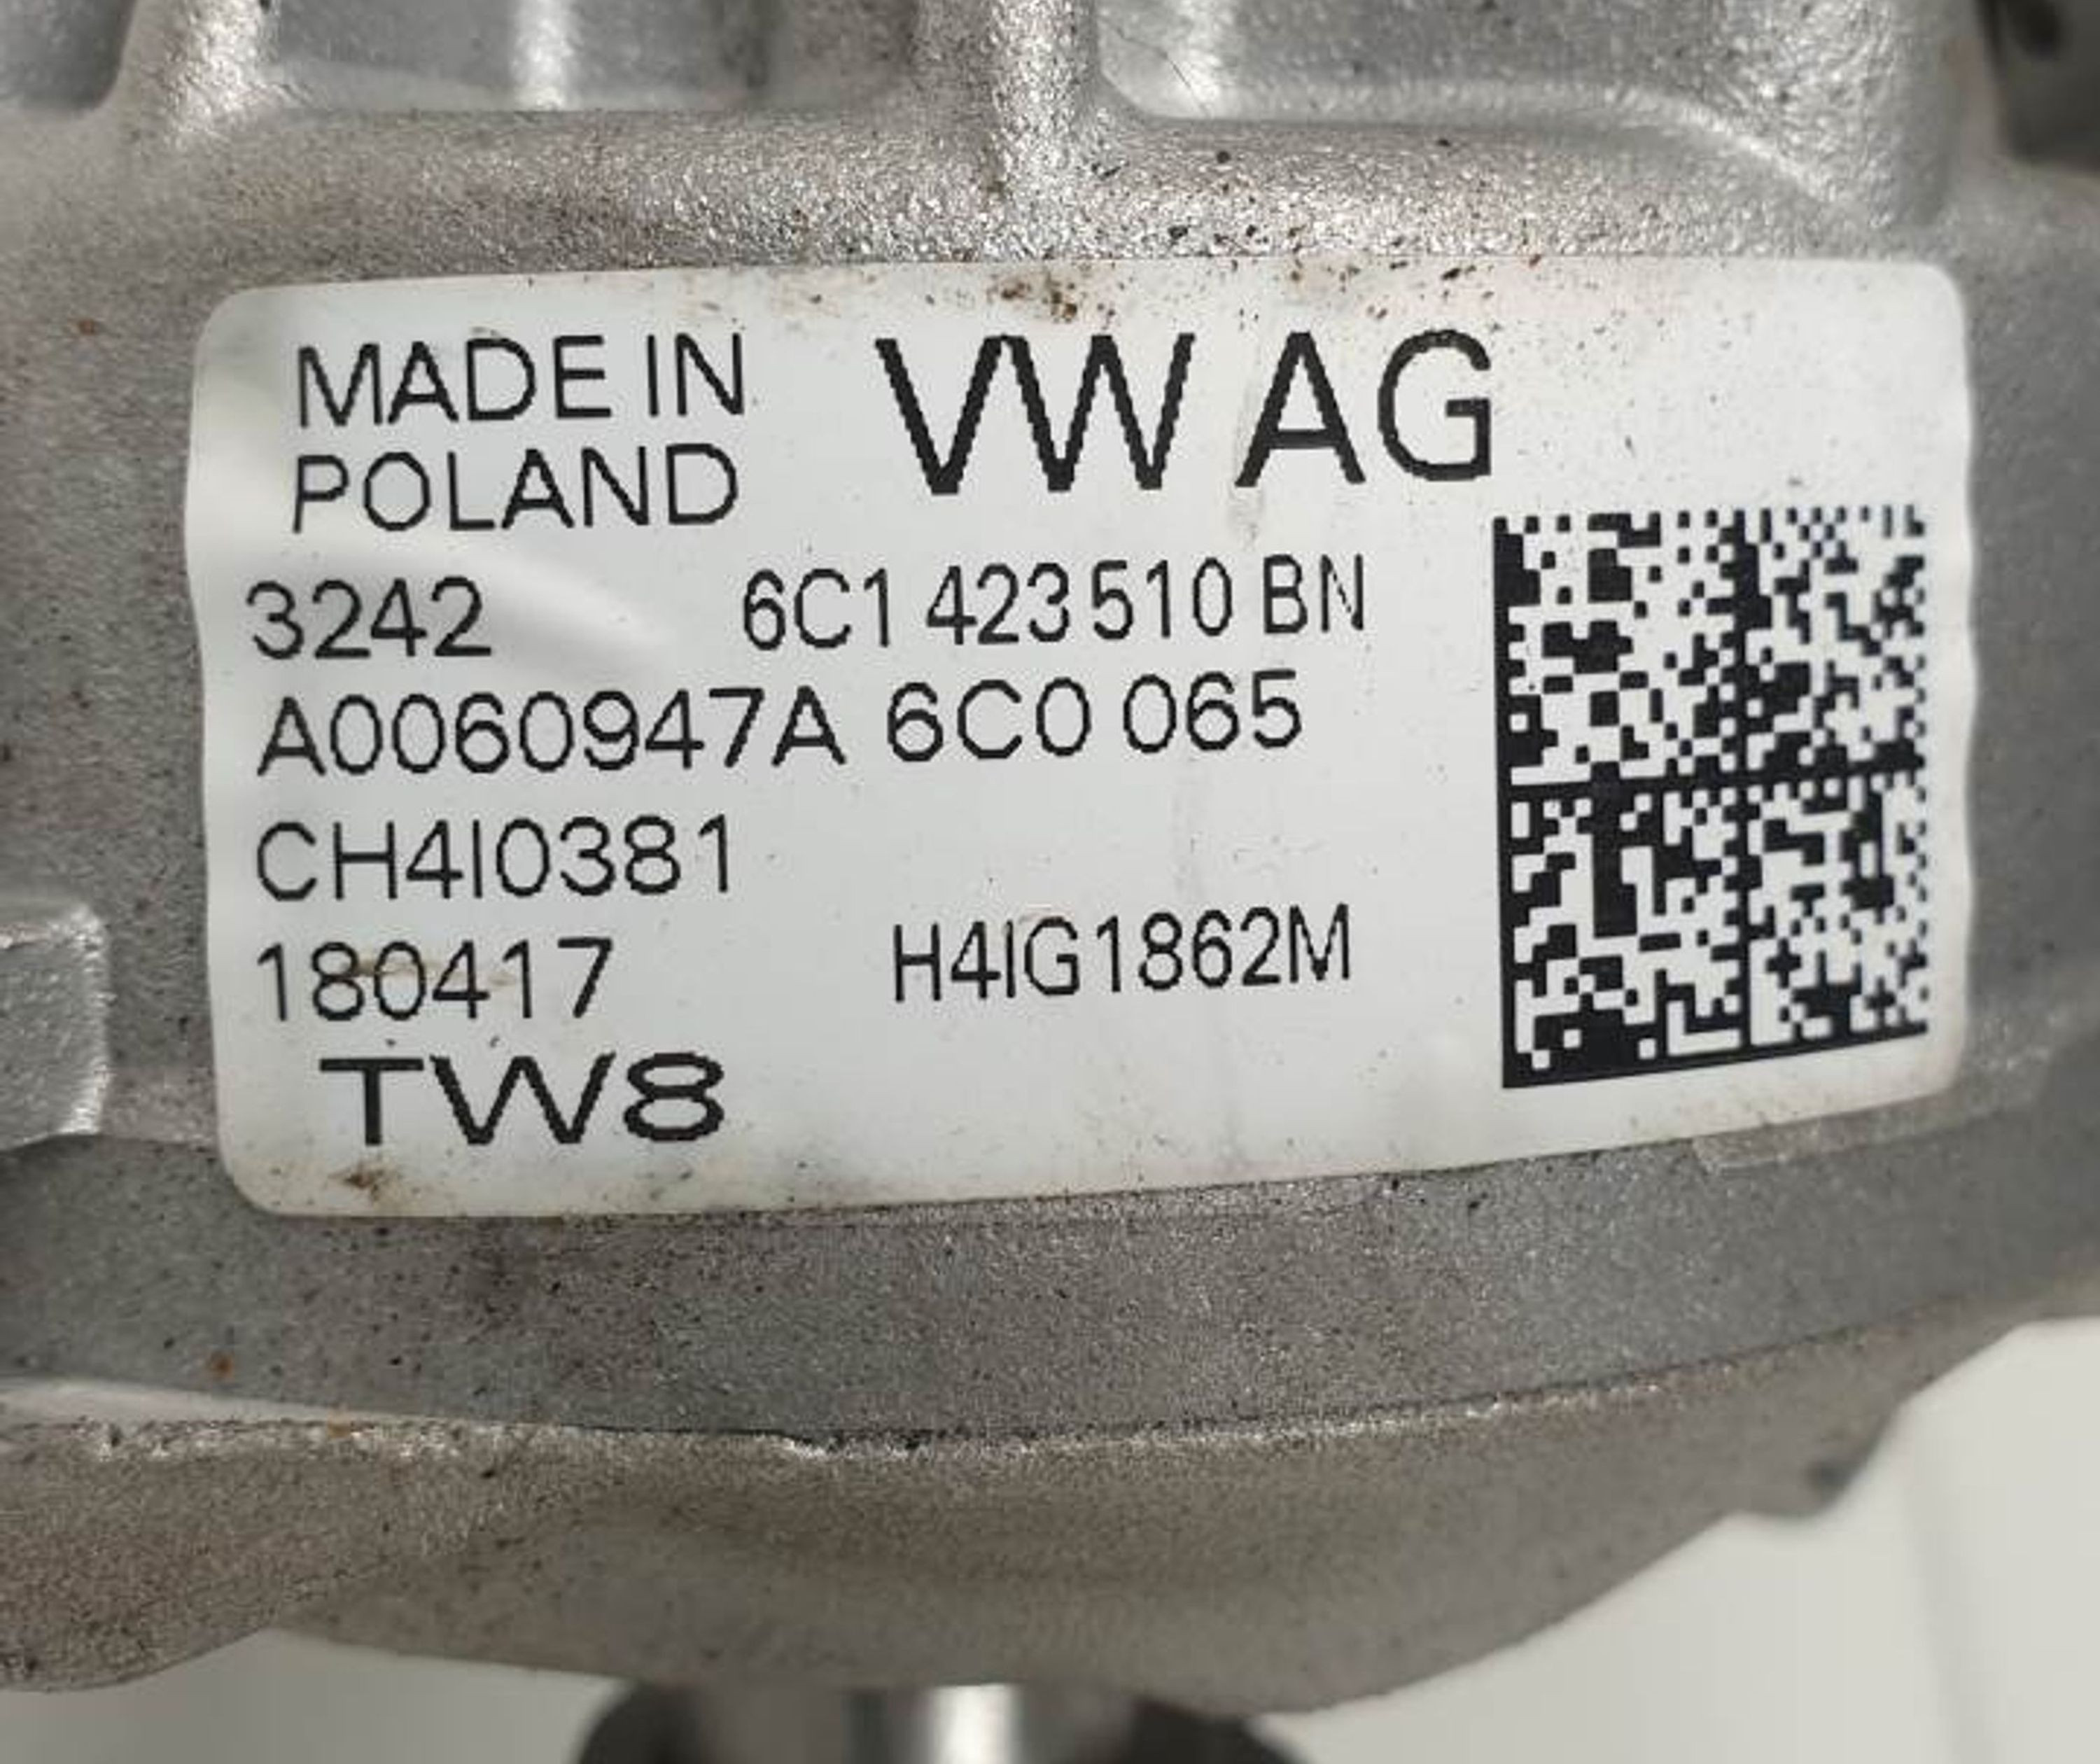 MADE IN
POLAND
VW AG
3242 6C1 423 510 BN
A0060947A 6C0 065
CH4I0381
180417 H4IG1862M
TW8